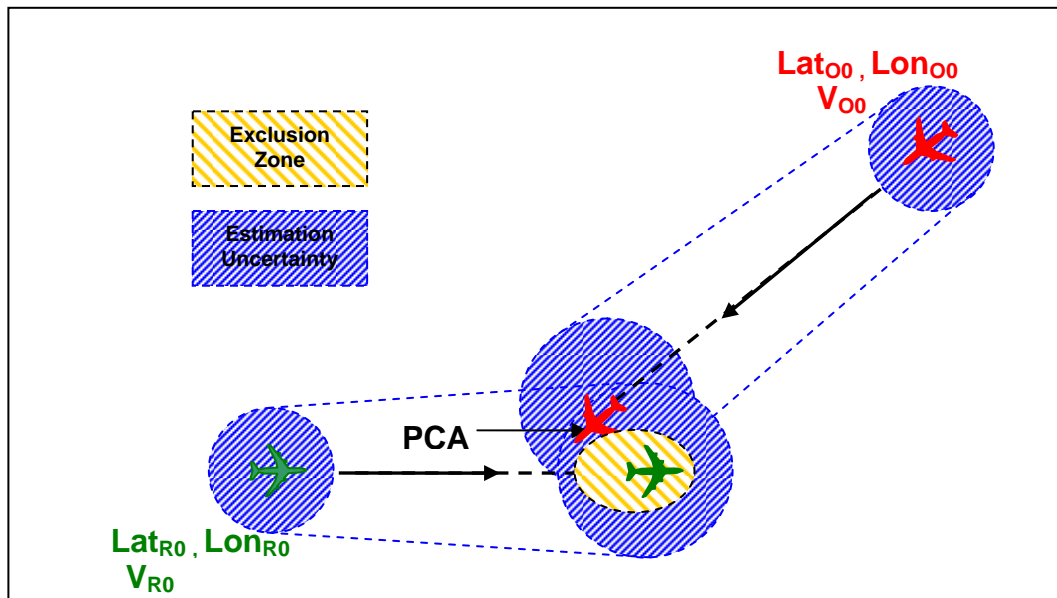 Lat_O0 , Lon_O0
V_O0
Exclusion
Zone
Estimation
Uncertainty
PCA
Lat_R0 , Lon_R0
V_R0